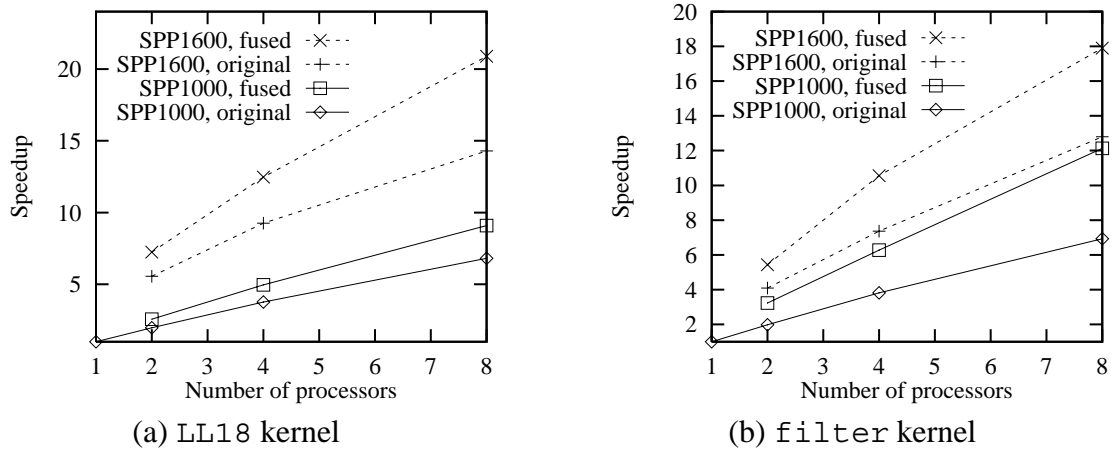 SPP1600, fused
SPP1600, original
SPP1000, fused
SPP1000, original
20
15
10
5
Speedup
1 2 3 4 5 6 7 8
Number of processors
(a) LL18 kernel
20
18
16
14
12
10
8
6
4
2
SPP1600, fused
SPP1600, original
SPP1000, fused
SPP1000, original
Speedup
1 2 3 4 5 6 7 8
Number of processors
(b) filter kernel